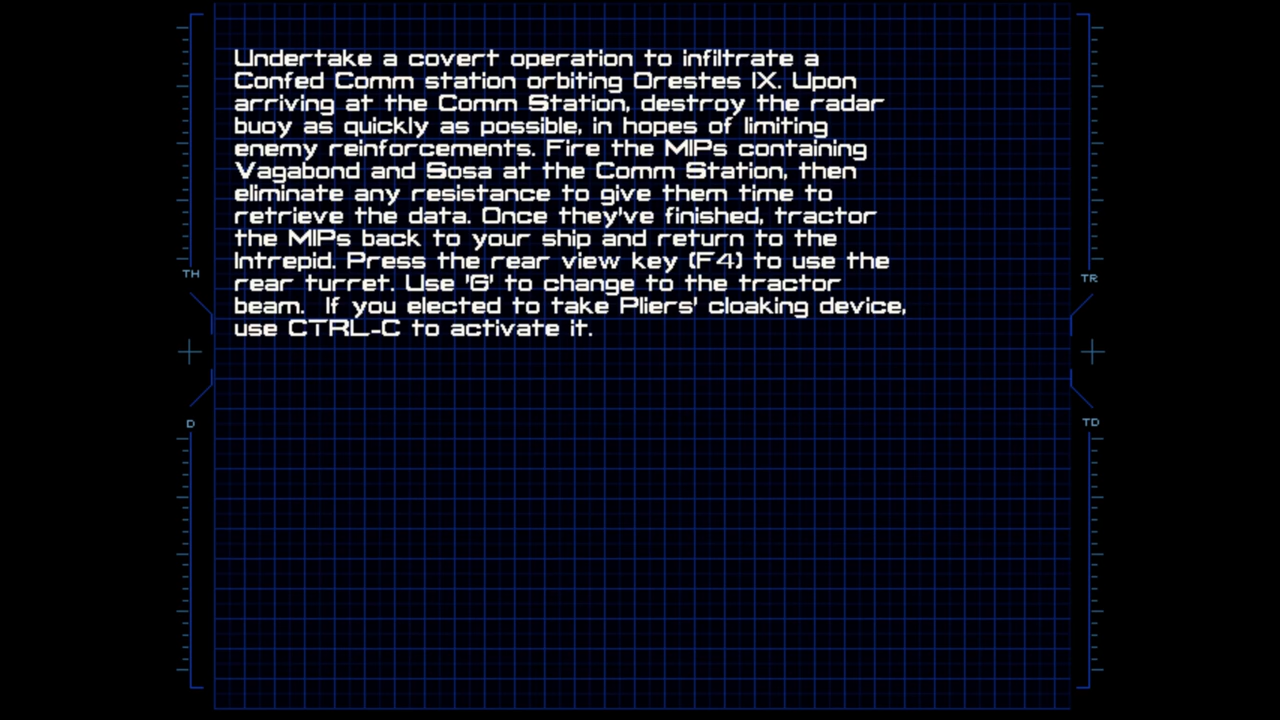 Undertake a covert operation to infiltrate a
Confed Comm station orbiting Orestes IX. Upon
arriving at the Comm Station, destroy the radar
buoy as quickly as possible, in hopes of limiting
enemy reinforcements. Fire the MIPs containing
Vagabond and Sosa at the Comm Station, then
eliminate any resistance to give them time to
retrieve the data. Once they've finished, tractor
the MIPs back to your ship and return to the
Intrepid. Press the rear view key (F4) to use the
rear turret. Use 'G' to change to the tractor
beam.  If you elected to take Pliers' cloaking device,
use CTRL-C to activate it.
TH
TR
D
TD